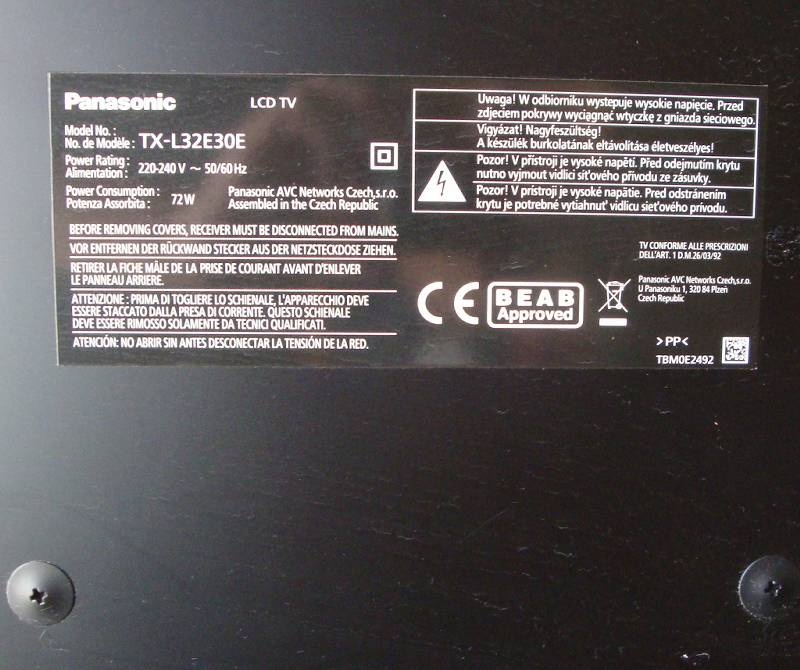 Panasonic
LCD TV
Model No. :
No. de Modèle : TX-L32E30E
Power Rating :
Alimentation : 220-240 V ~ 50/60 Hz
Power Consumption :
Potenza Assorbita : 72 W
Panasonic AVC Networks Czech,s.r.o.
Assembled in the Czech Republic
BEFORE REMOVING COVERS, RECEIVER MUST BE DISCONNECTED FROM MAINS.
VOR ENTFERNEN DER RÜCKWAND STECKER AUS DER NETZSTECKDOSE ZIEHEN.
RETIRER LA FICHE MÂLE DE LA PRISE DE COURANT AVANT D'ENLEVER
LE PANNEAU ARRIERE.
ATTENZIONE : PRIMA DI TOGLIERE LO SCHIENALE, L'APPARECCHIO DEVE
ESSERE STACCATO DALLA PRESA DI CORRENTE. QUESTO SCHIENALE
DEVE ESSERE RIMOSSO SOLAMENTE DA TECNICI QUALIFICATI.
ATENCIÓN: NO ABRIR SIN ANTES DESCONECTAR LA TENSIÓN DE LA RED.
Uwaga! W odbiorniku wystepuje wysokie napięcie. Przed
zdjeciem pokrywy wyciągnąć wtyczkę z gniazda sieciowego.
Vigyázat! Nagyfeszültség!
A készülék burkolatának eltávolítása életveszélyes!
Pozor! V přístroji je vysoké napětí. Před odejmutím krytu
nutno vyjmout vidlici síťového přívodu ze zásuvky.
Pozor! V prístroji je vysoké napätie. Pred odstránením
krytu je potrebné vytiahnuť vidlicu sieťového prívodu.
TV CONFORME ALLE PRESCRIZIONI
DELL'ART. 1 D.M.26/03/92
CE
BEAB
Approved
Panasonic AVC Networks Czech,s.r.o.
U Panasoniku 1, 320 84 Plzeň
Czech Republic
>PP<
TBM0E2492